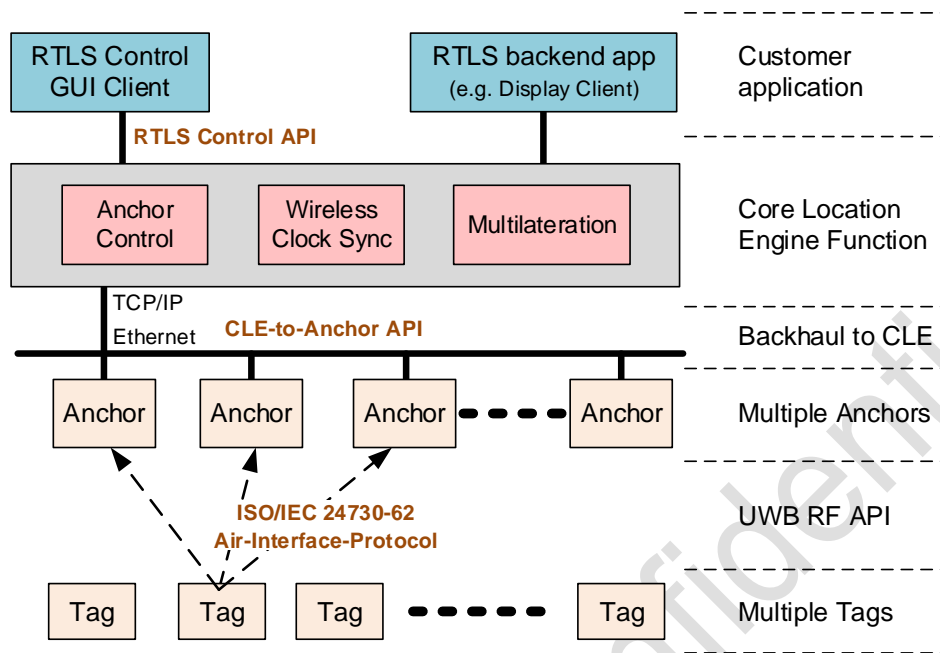 RTLS Control
GUI Client
RTLS backend app
(e.g. Display Client)
Customer
application
RTLS Control API
Anchor
Control
Wireless
Clock Sync
Multilateration
Core Location
Engine Function
TCP/IP
Ethernet
CLE-to-Anchor API
Backhaul to CLE
Anchor
Anchor
Anchor
Anchor
Multiple Anchors
ISO/IEC 24730-62
Air-Interface-Protocol
UWB RF API
Tag
Tag
Tag
Tag
Multiple Tags